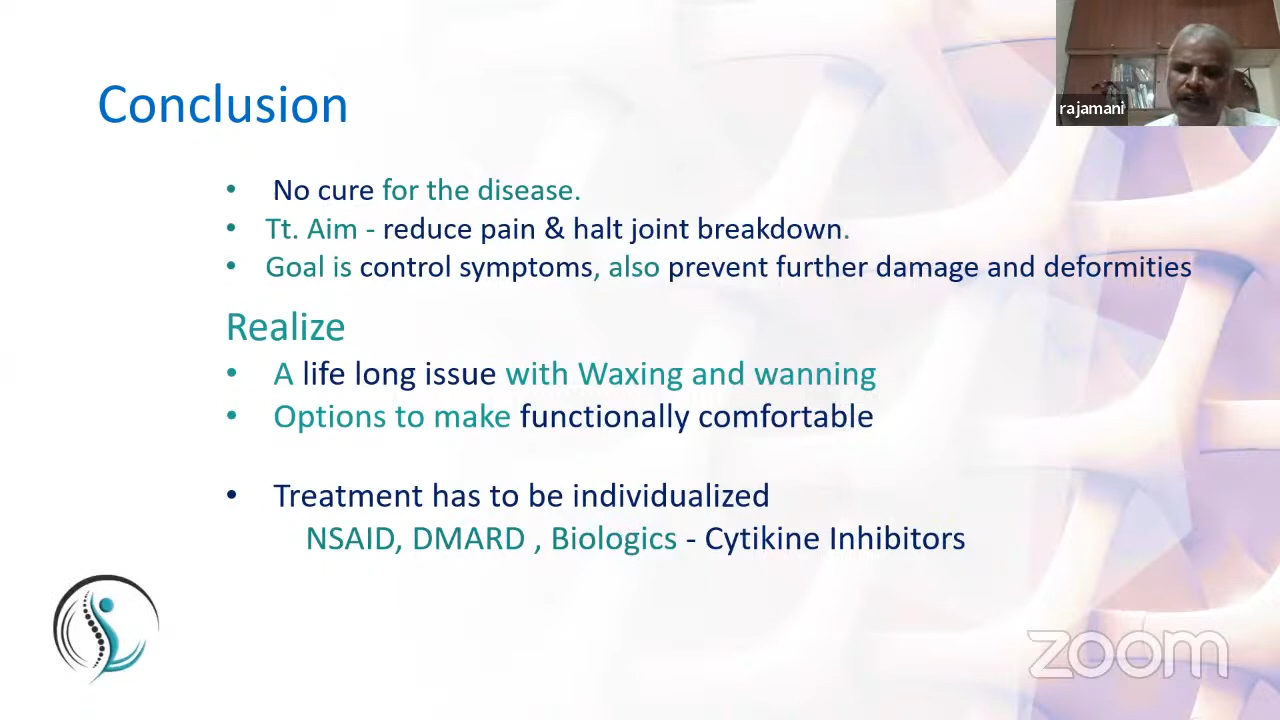 Conclusion
rajamani
• No cure for the disease.
• Tt. Aim - reduce pain & halt joint breakdown.
• Goal is control symptoms, also prevent further damage and deformities
Realize
• A life long issue with Waxing and wanning
• Options to make functionally comfortable
• Treatment has to be individualized
NSAID, DMARD , Biologics - Cytikine Inhibitors
zoom